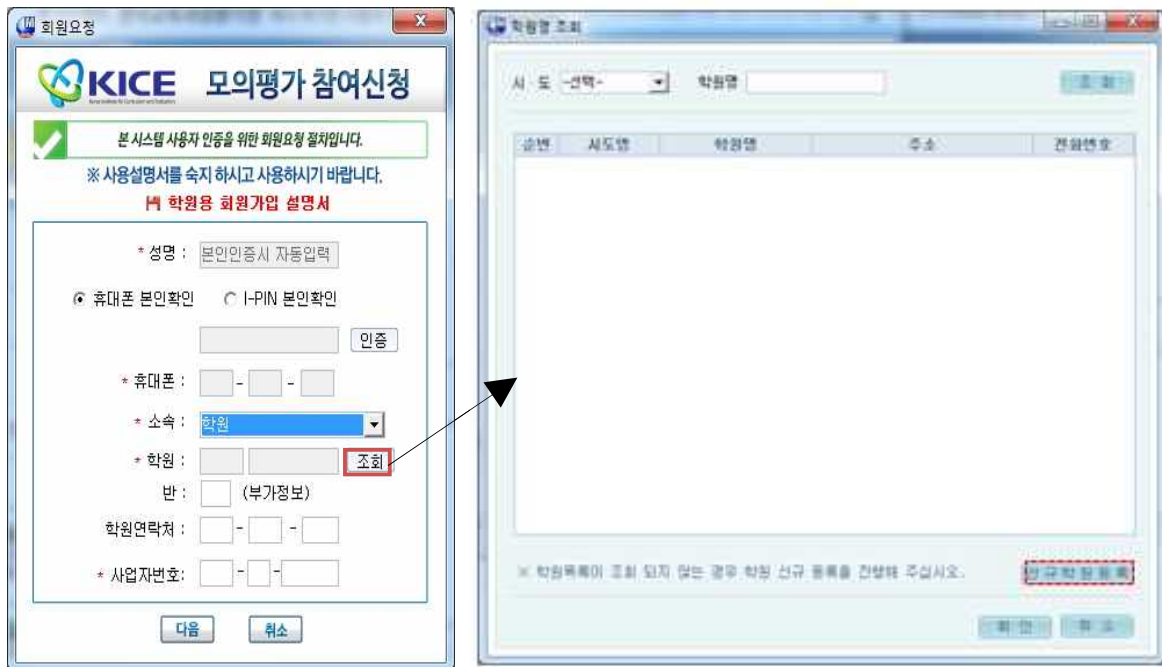 회원요청
KICE 모의평가 참여신청
본 시스템 사용자 인증을 위한 회원요청 절차입니다.
※ 사용설명서를 숙지 하시고 사용하시기 바랍니다.
학원용 회원가입 설명서
* 성명 : 본인인증시 자동입력
휴대폰 본인확인 I-PIN 본인확인
인증
* 휴대폰 : - -
* 소속 : 학원
* 학원 : 조회
반 : (부가정보)
학원연락처 : - -
* 사업자번호: - -
다음 취소
학원명 조회
시 도 -선택- 학원명 조 회
순번 시도명 학원명 주소 전화번호
※ 학원목록이 조회 되지 않는 경우 학원 신규 등록을 진행해 주십시오.
신규학원등록
확 인 취 소